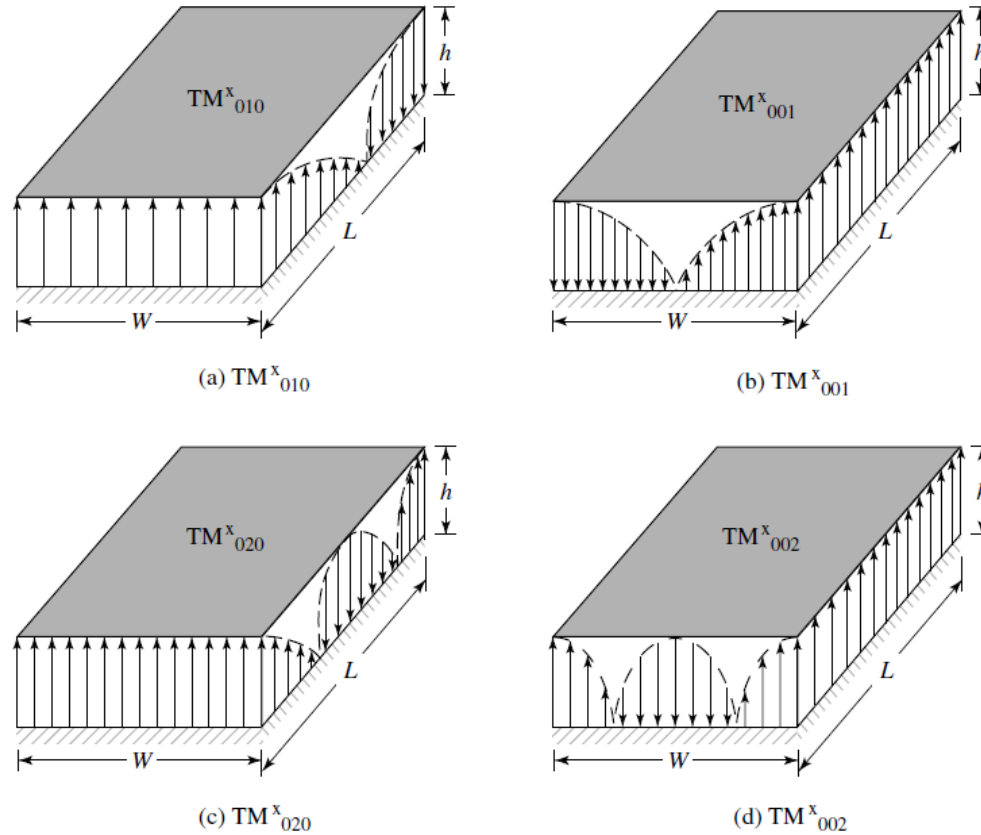 TMˣ₀₁₀
h
L
W
(a) TMˣ₀₁₀
TMˣ₀₀₁
h
L
W
(b) TMˣ₀₀₁
TMˣ₀₂₀
h
L
W
(c) TMˣ₀₂₀
TMˣ₀₀₂
h
L
W
(d) TMˣ₀₀₂